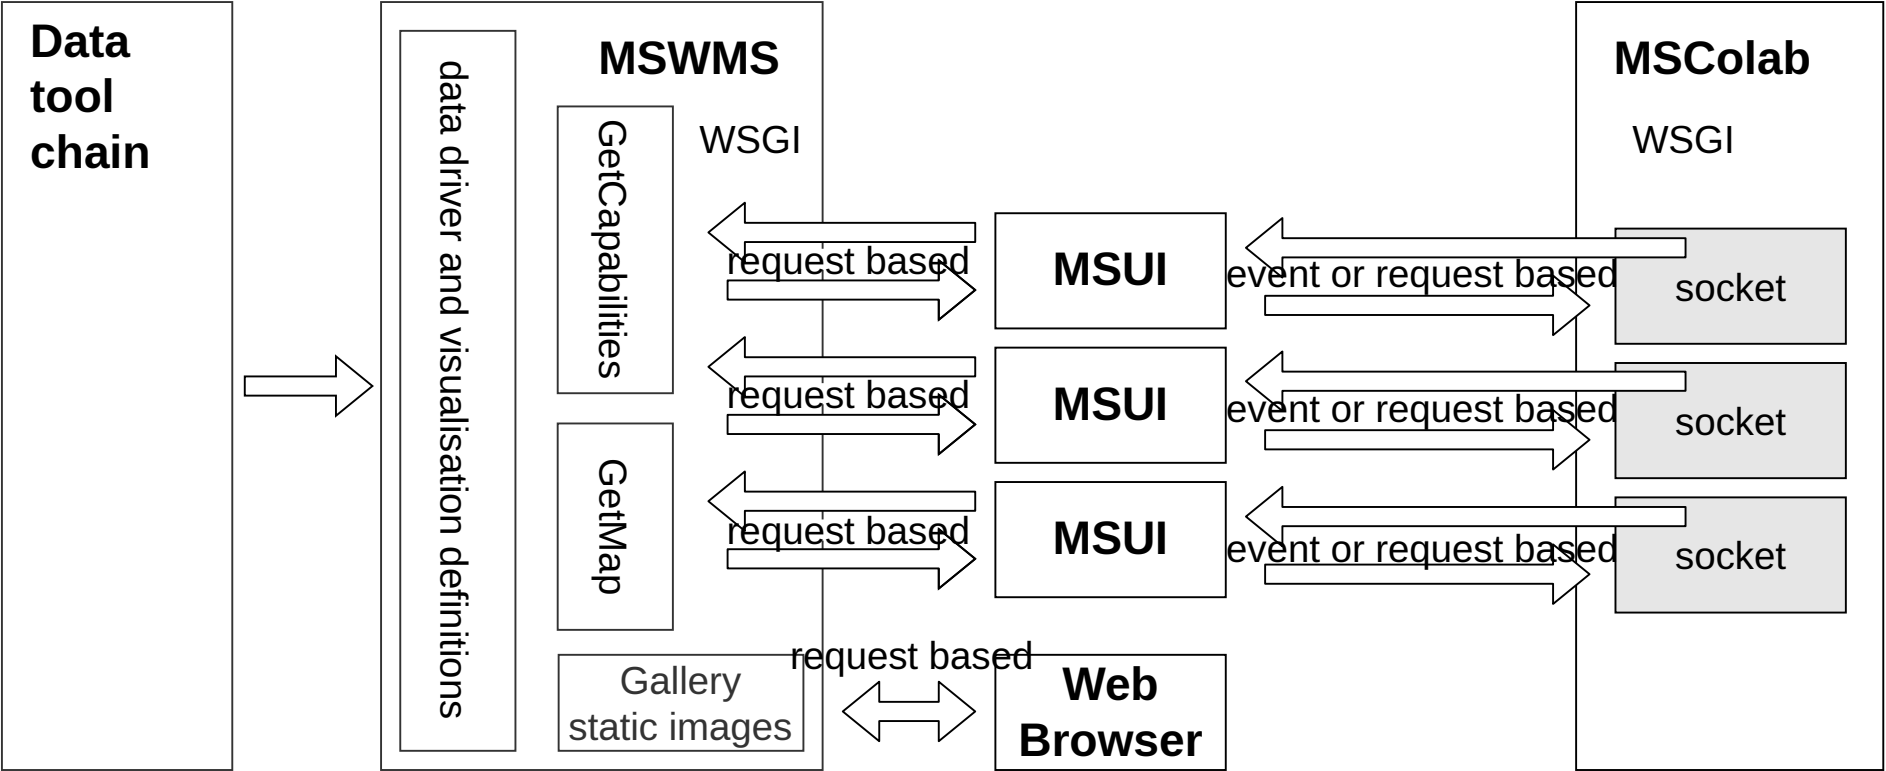 Data
tool
chain
data driver and visualisation definitions
MSWMS
WSGI
GetCapabilities
GetMap
Gallery
static images
request based
request based
request based
request based
MSUI
MSUI
MSUI
Web
Browser
event or request based
event or request based
event or request based
MSColab
WSGI
socket
socket
socket